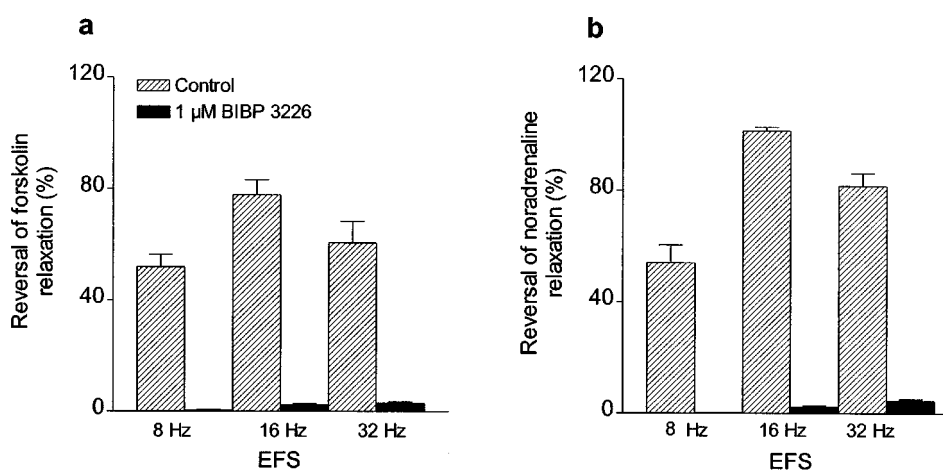 a
Reversal of forskolin
relaxation (%)
120
80
40
0
Control
1 µM BIBP 3226
8 Hz
16 Hz
32 Hz
EFS
b
Reversal of noradrenaline
relaxation (%)
120
80
40
0
8 Hz
16 Hz
32 Hz
EFS